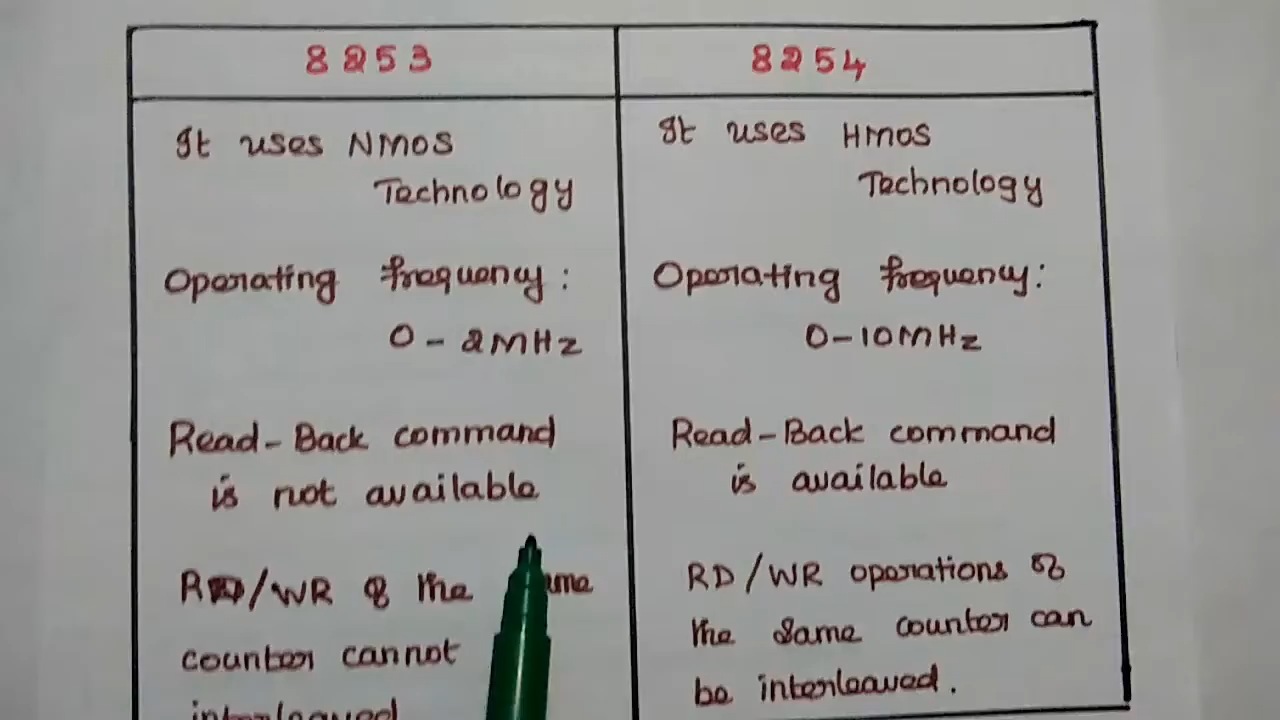 8253
It uses NMOS
Technology
Operating frequency:
0 - 2MHz
Read-Back command
is not available
RD/WR of the
counter cannot
interleaved
8254
It uses HMOS
Technology
Operating frequency:
0-10MHz
Read-Back command
is available
RD/WR operations of
the same counter can
be interleaved.